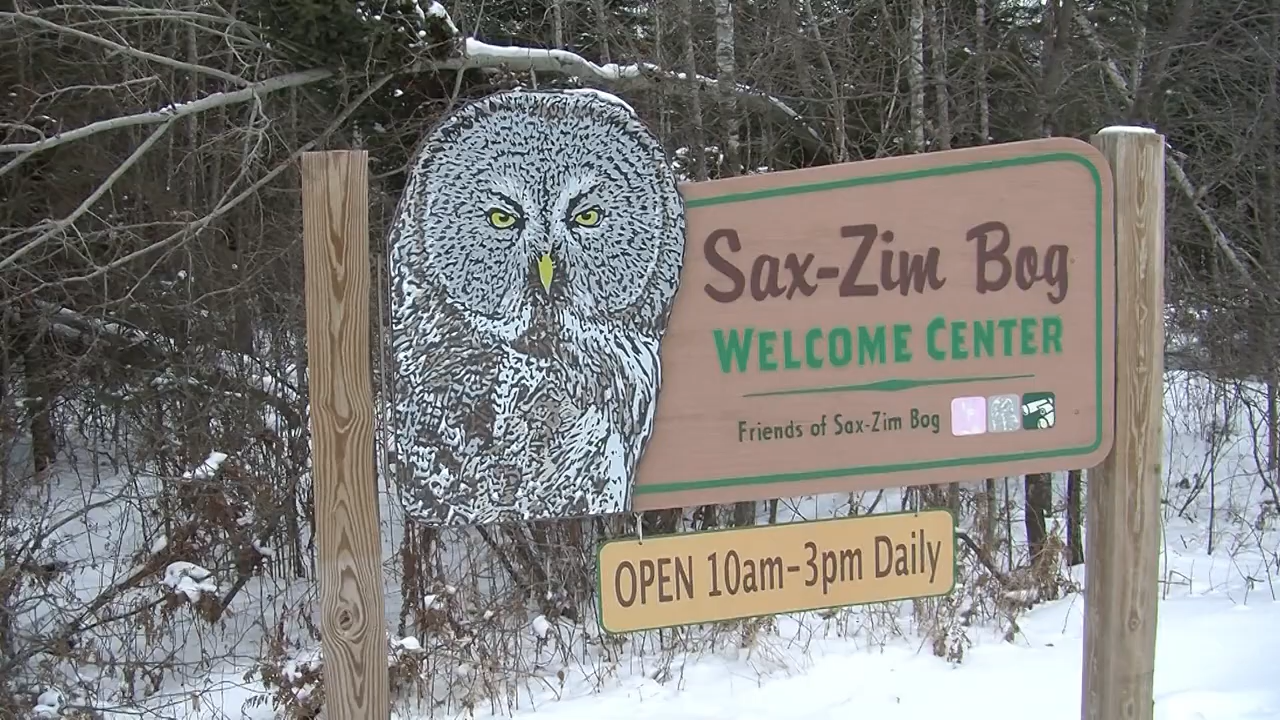 Sax-Zim Bog
WELCOME CENTER
Friends of Sax-Zim Bog
OPEN 10am-3pm Daily